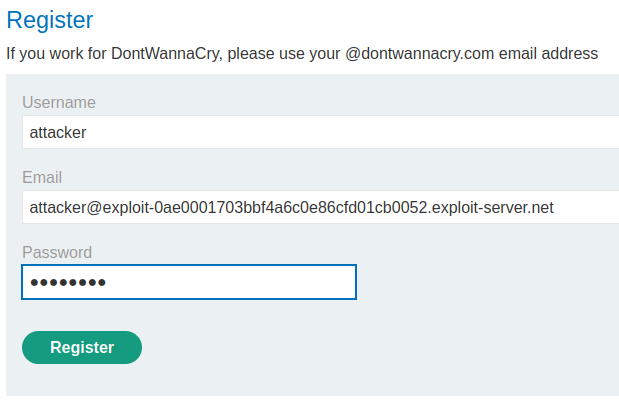 Register
If you work for DontWannaCry, please use your @dontwannacry.com email address
Username
attacker
Email
attacker@exploit-0ae0001703bbf4a6c0e86cfd01cb0052.exploit-server.net
Password
●●●●●●●●
Register